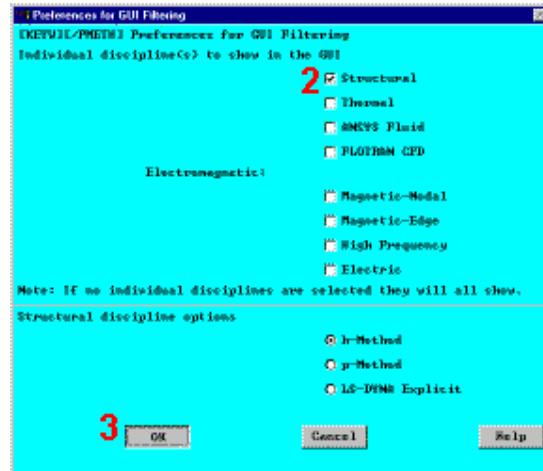 Preferences for GUI Filtering
[KEYW][/PMETH] Preferences for GUI Filtering
Individual discipline(s) to show in the GUI
2 Structural
Thermal
ANSYS Fluid
FLOTRAN CFD
Electromagnetic:
Magnetic-Nodal
Magnetic-Edge
High Frequency
Electric
Note: If no individual disciplines are selected they will all show.
Structural discipline options
h-Method
p-Method
LS-DYNA Explicit
3 OK Cancel Help